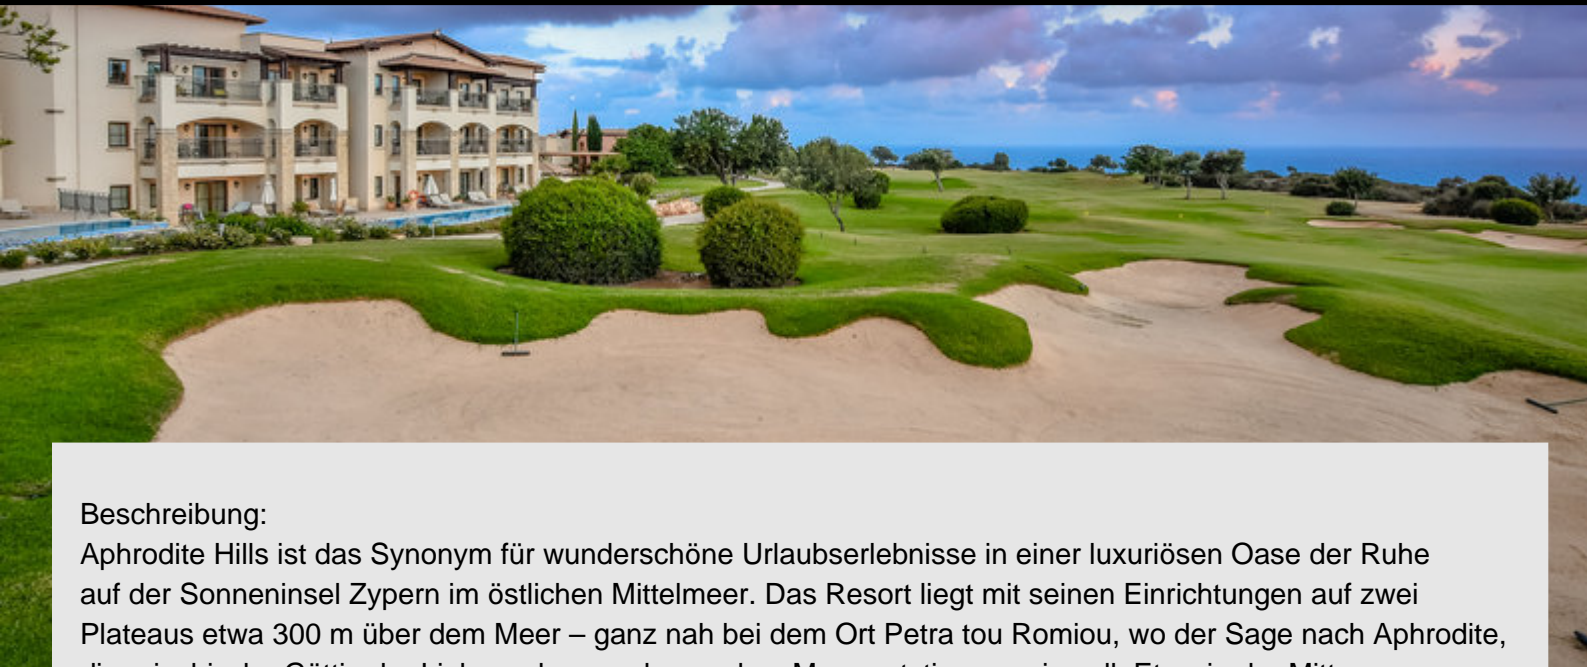 Beschreibung:
Aphrodite Hills ist das Synonym für wunderschöne Urlaubserlebnisse in einer luxuriösen Oase der Ruhe
auf der Sonneninsel Zypern im östlichen Mittelmeer. Das Resort liegt mit seinen Einrichtungen auf zwei
Plateaus etwa 300 m über dem Meer – ganz nah bei dem Ort Petra tou Romiou, wo der Sage nach Aphrodite,